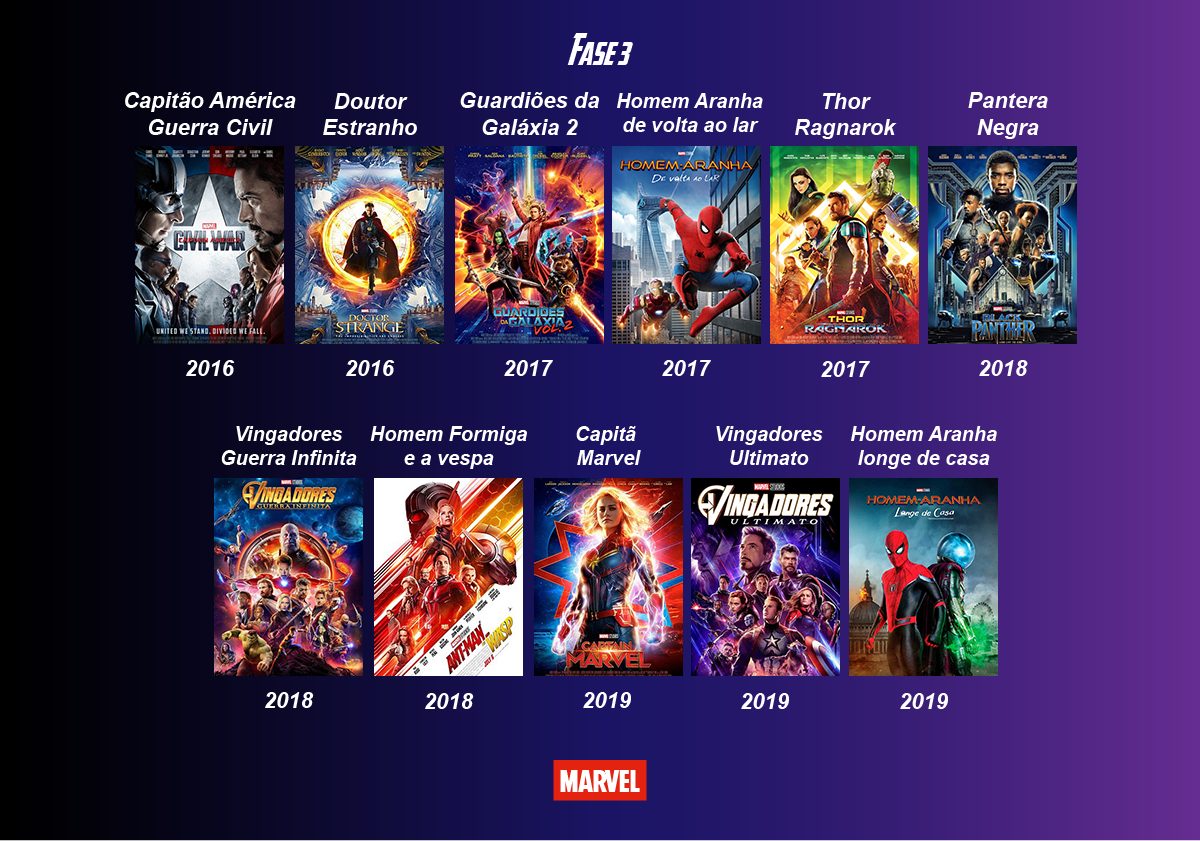 FASE 3
Capitão América
Guerra Civil
Doutor
Estranho
Guardiões da
Galáxia 2
Homem Aranha
de volta ao lar
Thor
Ragnarok
Pantera
Negra
MARVEL
CAPTAIN AMERICA
CIVIL WAR
UNITED WE STAND. DIVIDED WE FALL.
DOCTOR
STRANGE
GUARDIÕES
DA GALÁXIA
VOL. 2
HOMEM-ARANHA
DE VOLTA AO LAR
THOR
RAGNAROK
BLACK
PANTHER
2016
2016
2017
2017
2017
2018
Vingadores
Guerra Infinita
Homem Formiga
e a vespa
Capitã
Marvel
Vingadores
Ultimato
Homem Aranha
longe de casa
VINGADORES
GUERRA INFINITA
ANT-MAN
WASP
CAPTAIN
MARVEL
MARVEL STUDIOS
VINGADORES
ULTIMATO
HOMEM-ARANHA
Longe de Casa
2018
2018
2019
2019
2019
MARVEL